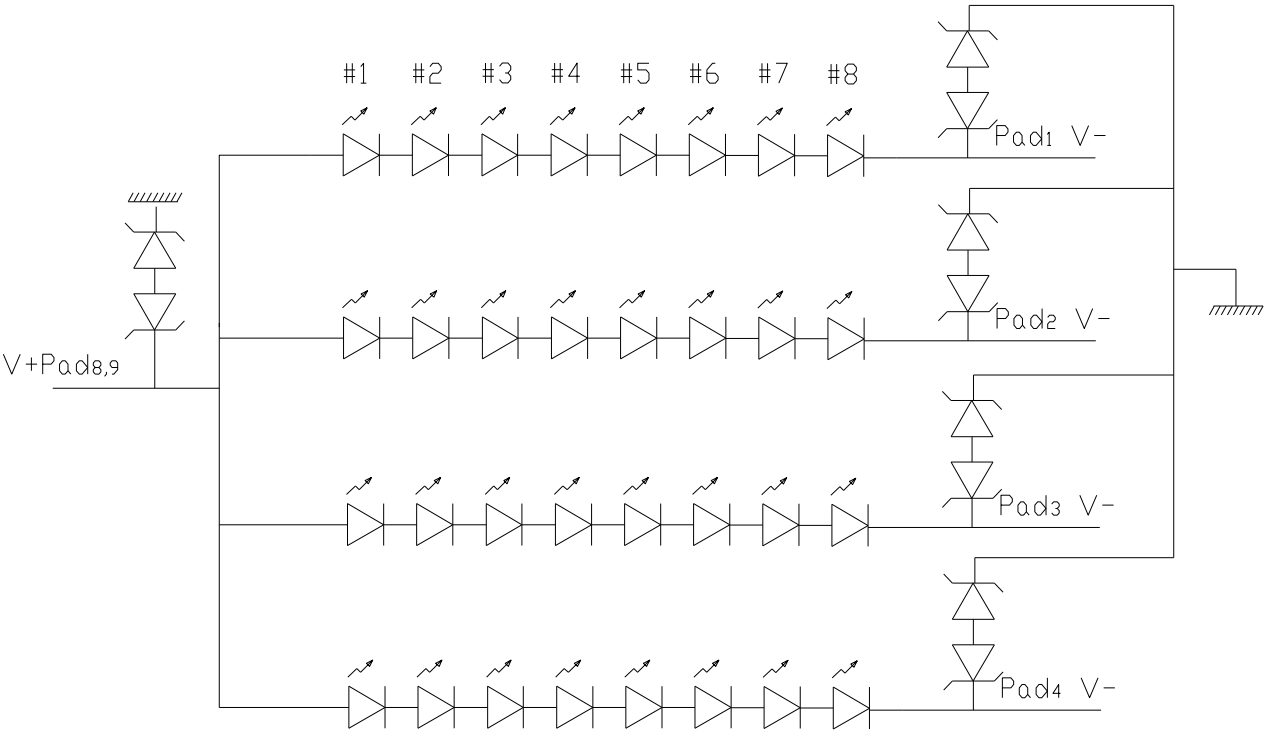 #1 #2 #3 #4 #5 #6 #7 #8
Pad1 V-
Pad2 V-
V+Pad8,9
Pad3 V-
Pad4 V-